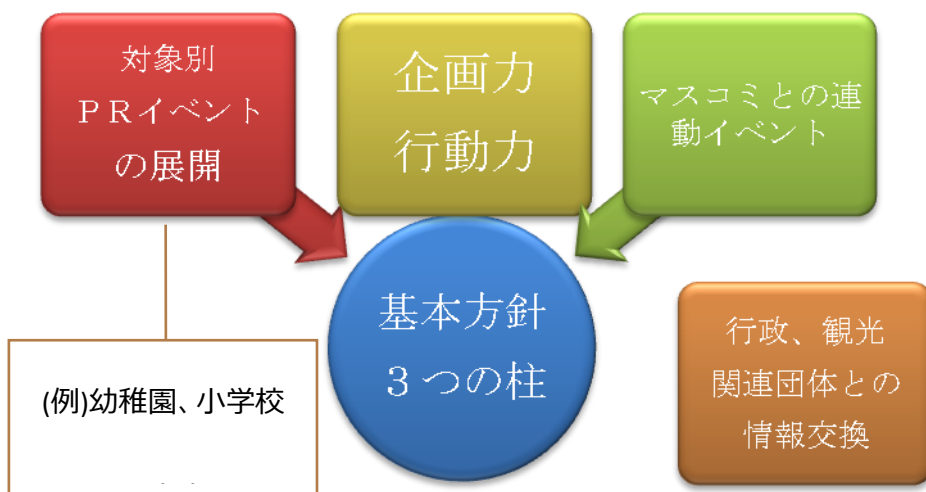 対象別
ＰＲイベント
の展開
企画力
行動力
マスコミとの連
動イベント
基本方針
３つの柱
行政、観光
関連団体との
情報交換
(例)幼稚園、小学校